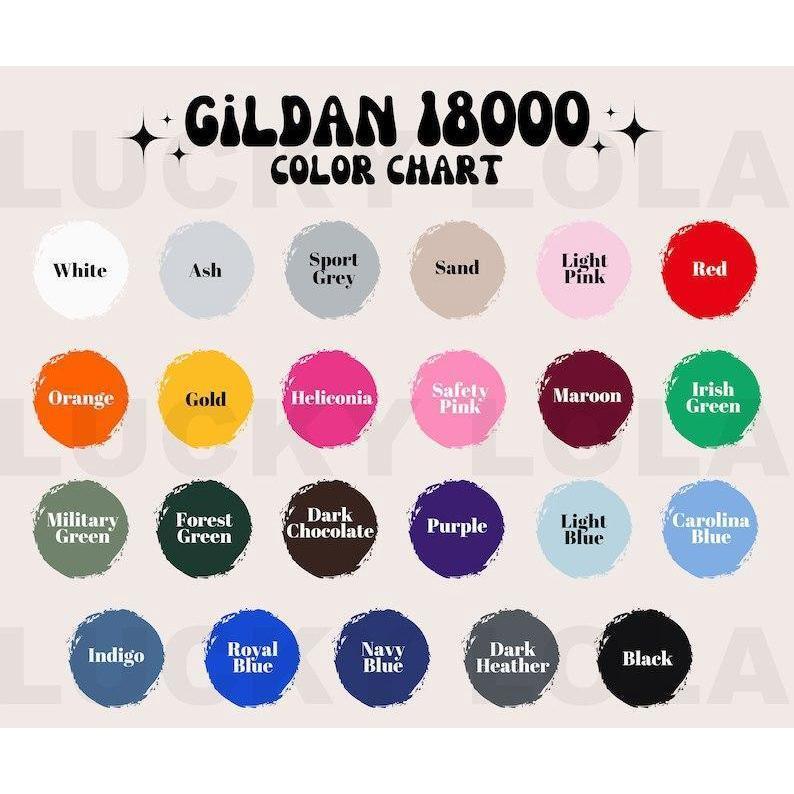 GiLDAN 18000
COLOR CHART
White
Ash
Sport
Grey
Sand
Light
Pink
Red
Orange
Gold
Heliconia
Safety
Pink
Maroon
Irish
Green
Military
Green
Forest
Green
Dark
Chocolate
Purple
Light
Blue
Carolina
Blue
Indigo
Royal
Blue
Navy
Blue
Dark
Heather
Black
LUCKY LOLA
LUCKY LOLA
LUCKY LOLA